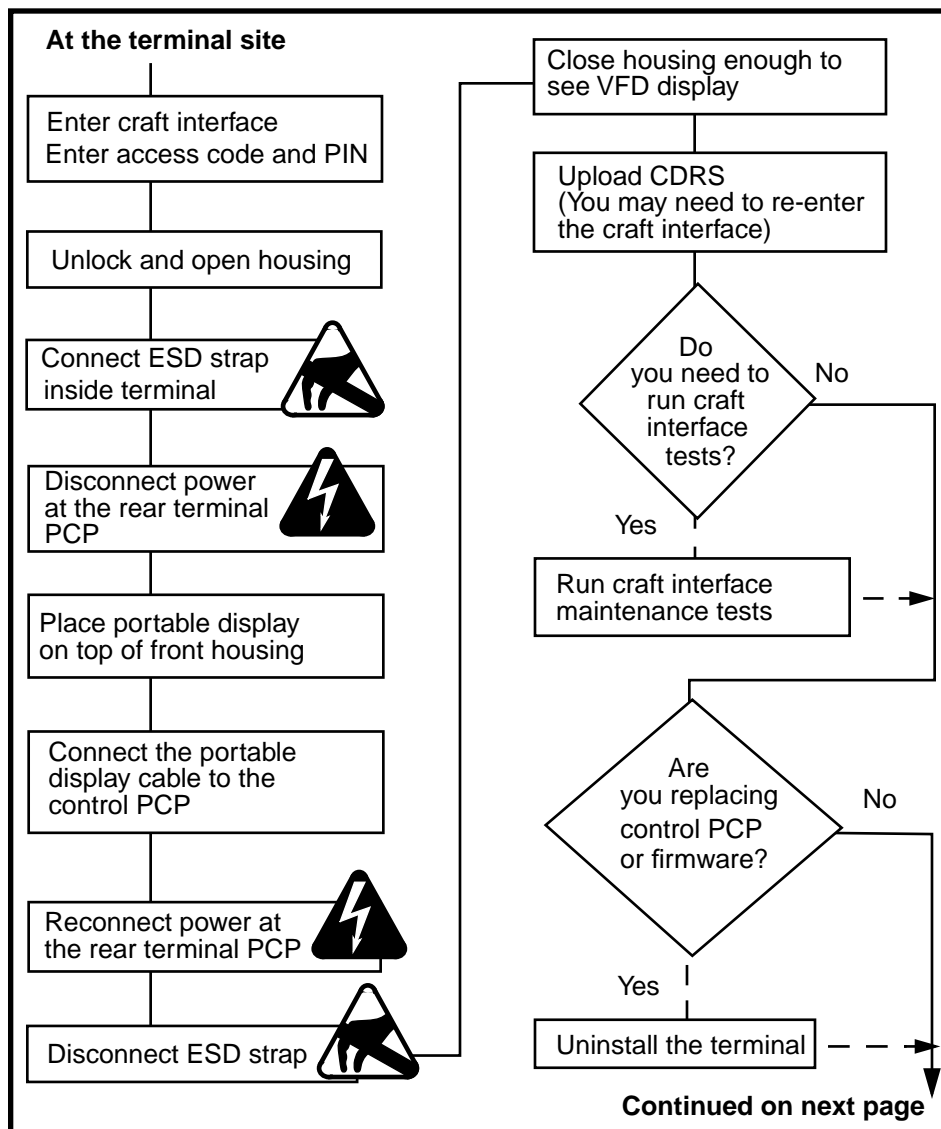 At the terminal site
Enter craft interface
Enter access code and PIN
Unlock and open housing
Connect ESD strap
inside terminal
Disconnect power
at the rear terminal
PCP
Place portable display
on top of front housing
Connect the portable
display cable to the
control PCP
Reconnect power at
the rear terminal PCP
Disconnect ESD strap
Close housing enough to
see VFD display
Upload CDRS
(You may need to re-enter
the craft interface)
Do
you need to
run craft
interface
tests?
No
Yes
Run craft interface
maintenance tests
Are
you replacing
control PCP
or firmware?
No
Yes
Uninstall the terminal
Continued on next page